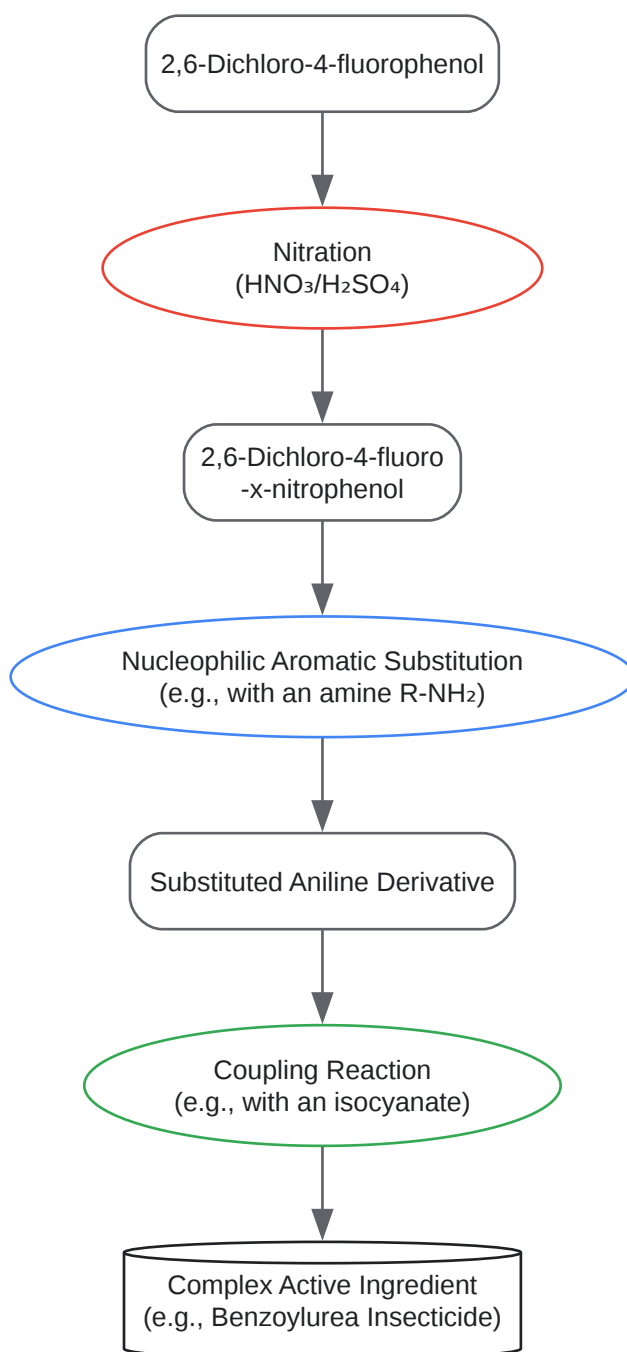 2,6-Dichloro-4-fluorophenol
Nitration
(HNO₃/H₂SO₄)
2,6-Dichloro-4-fluoro
-x-nitrophenol
Nucleophilic Aromatic Substitution
(e.g., with an amine R-NH₂)
Substituted Aniline Derivative
Coupling Reaction
(e.g., with an isocyanate)
Complex Active Ingredient
(e.g., Benzoylurea Insecticide)